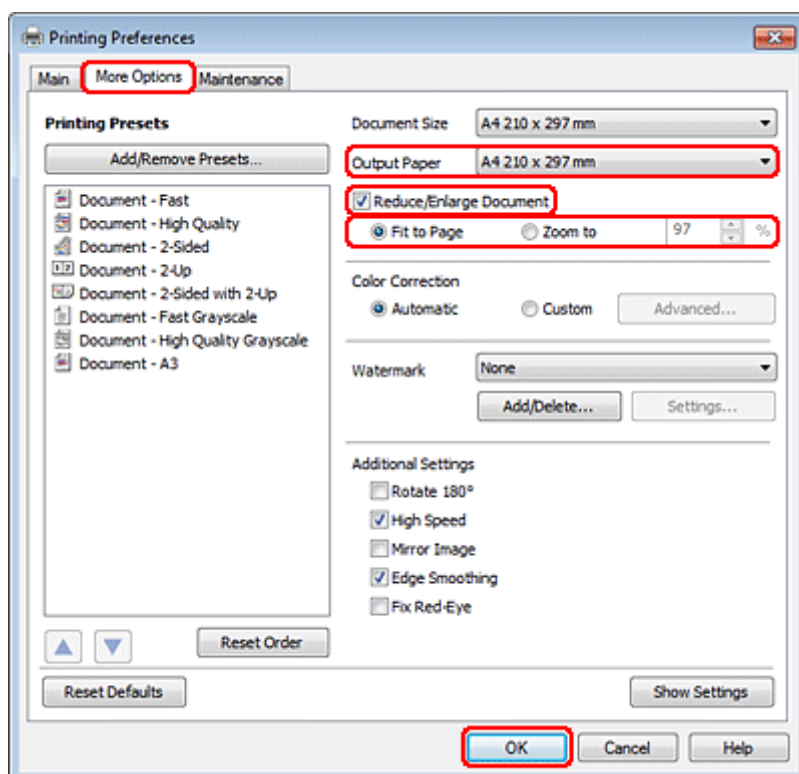 Printing Preferences
Main More Options Maintenance
Printing Presets
Add/Remove Presets...
Document - Fast
Document - High Quality
Document - 2-Sided
Document - 2-Up
Document - 2-Sided with 2-Up
Document - Fast Grayscale
Document - High Quality Grayscale
Document - A3
Reset Order
Document Size A4 210 x 297 mm
Output Paper A4 210 x 297 mm
Reduce/Enlarge Document
Fit to Page Zoom to 97 %
Color Correction
Automatic Custom Advanced...
Watermark None
Add/Delete... Settings...
Additional Settings
Rotate 180°
High Speed
Mirror Image
Edge Smoothing
Fix Red-Eye
Reset Defaults Show Settings
OK Cancel Help